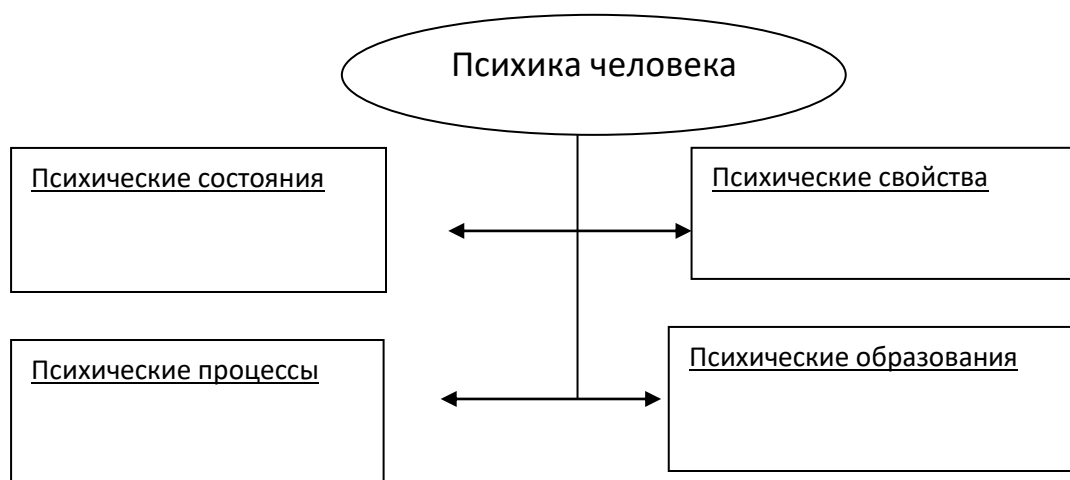 Психика человека
Психические состояния
Психические свойства
Психические процессы
Психические образования